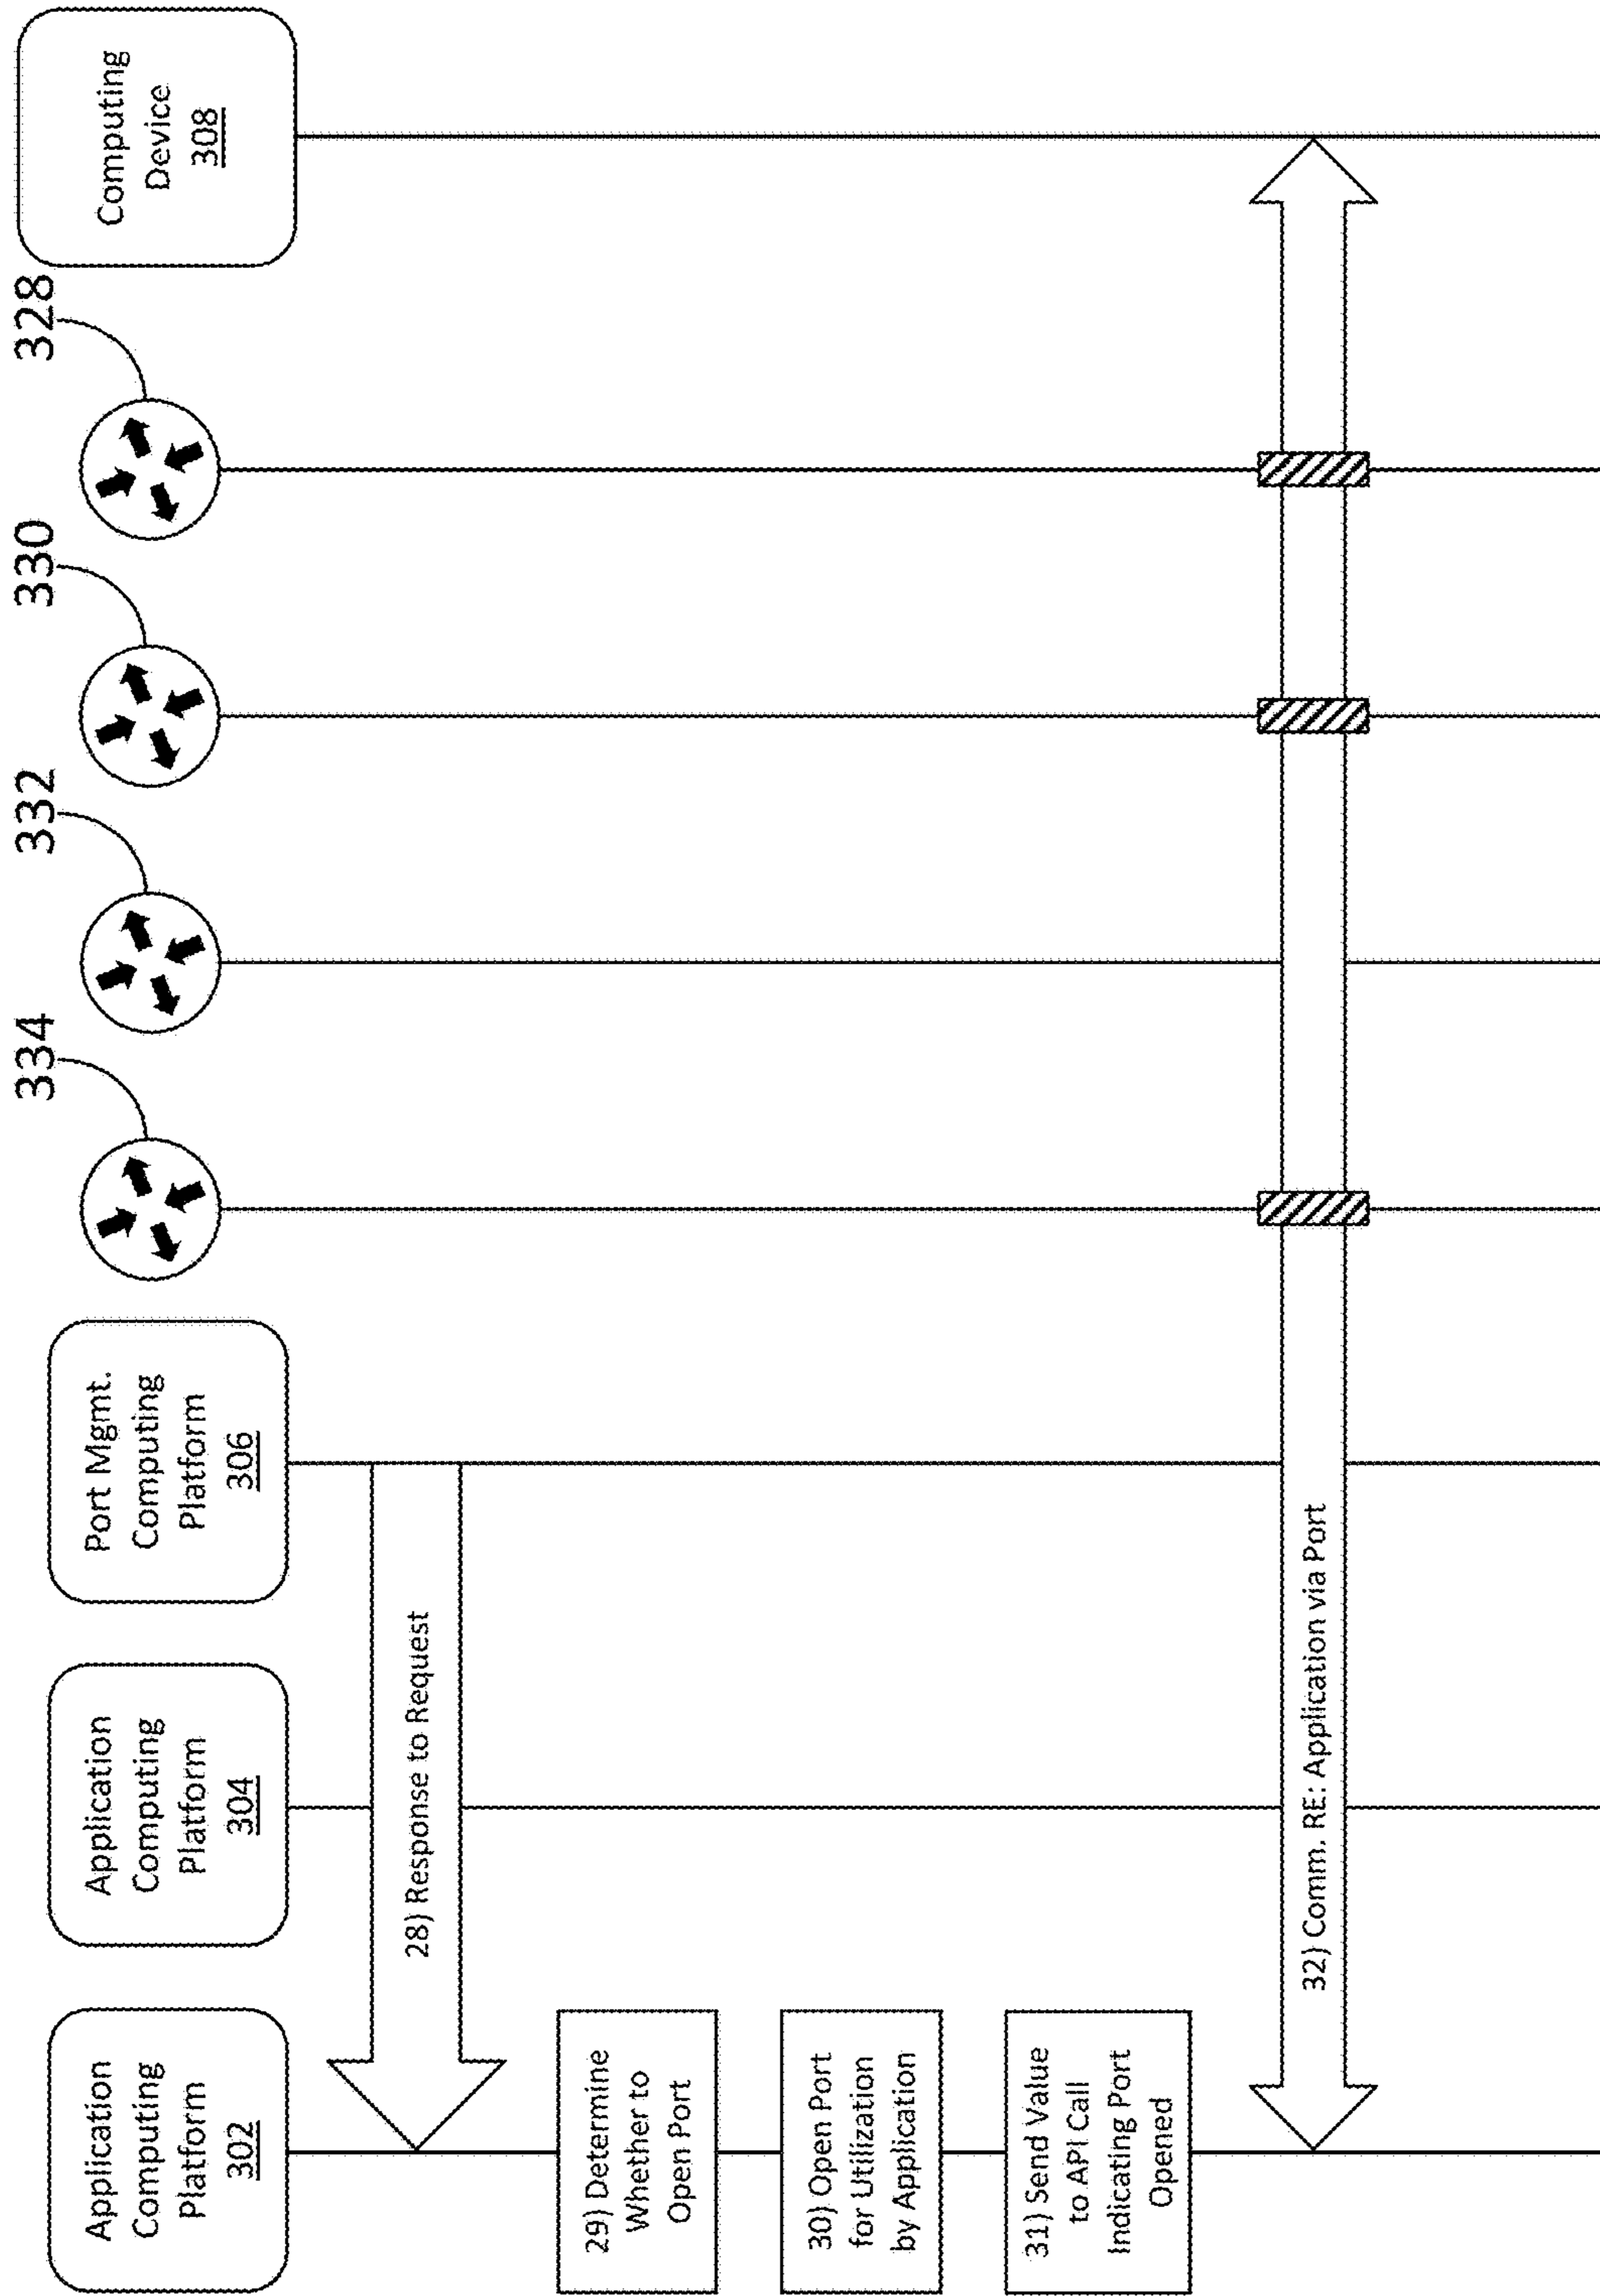 Application
Computing
Platform
302
Application
Computing
Platform
304
Port Mgmt.
Computing
Platform
306
334
332
330
328
Computing
Device
308
28) Response to Request
29) Determine
Whether to
Open Port
30) Open Port
for Utilization
by Application
31) Send Value
to API Call
Indicating Port
Opened
32) Comm. RE: Application via Port